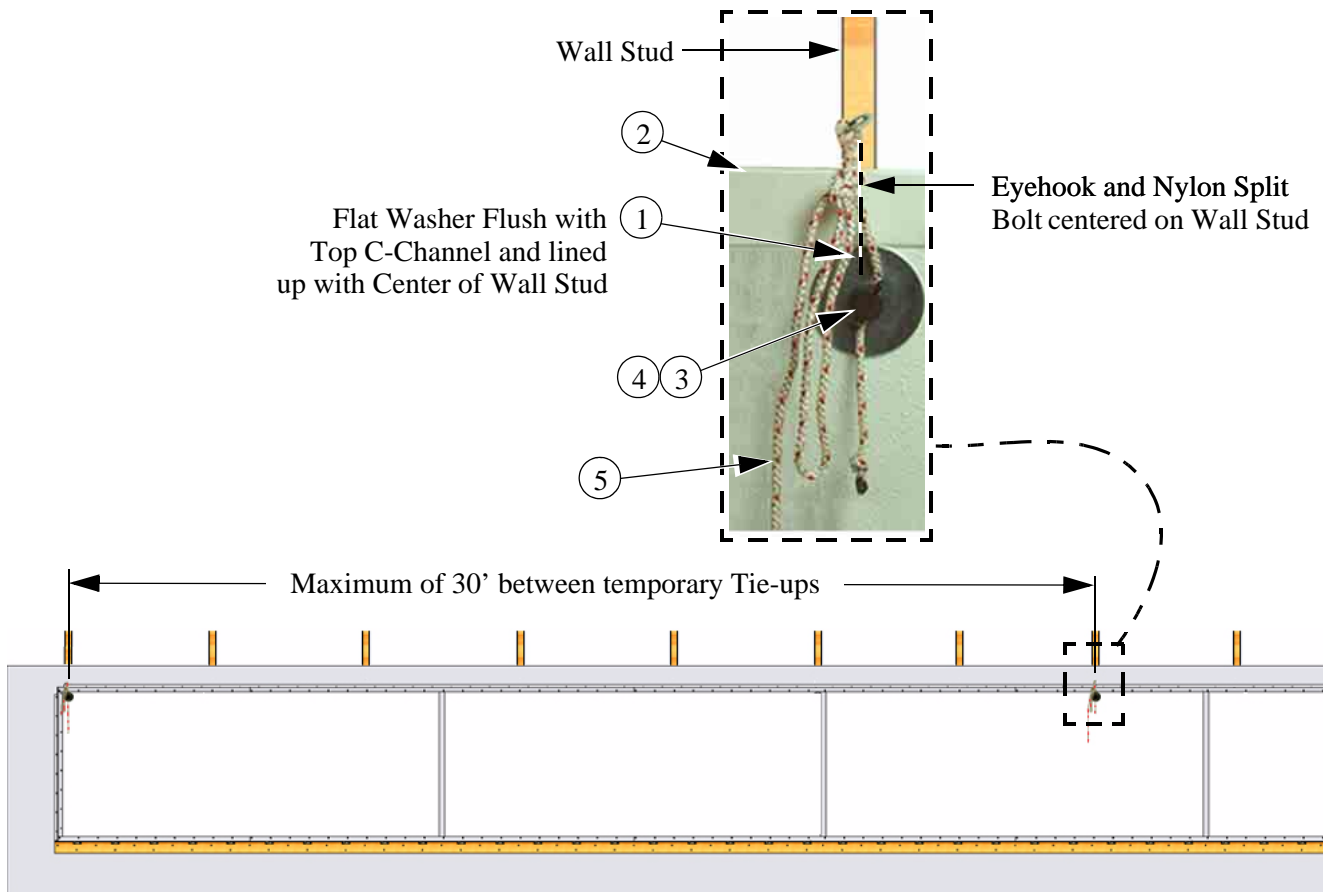 Wall Stud
2
Flat Washer Flush with
Top C-Channel and lined
up with Center of Wall Stud
1
Eyehook and Nylon Split
Bolt centered on Wall Stud
4
3
5
Maximum of 30’ between temporary Tie-ups